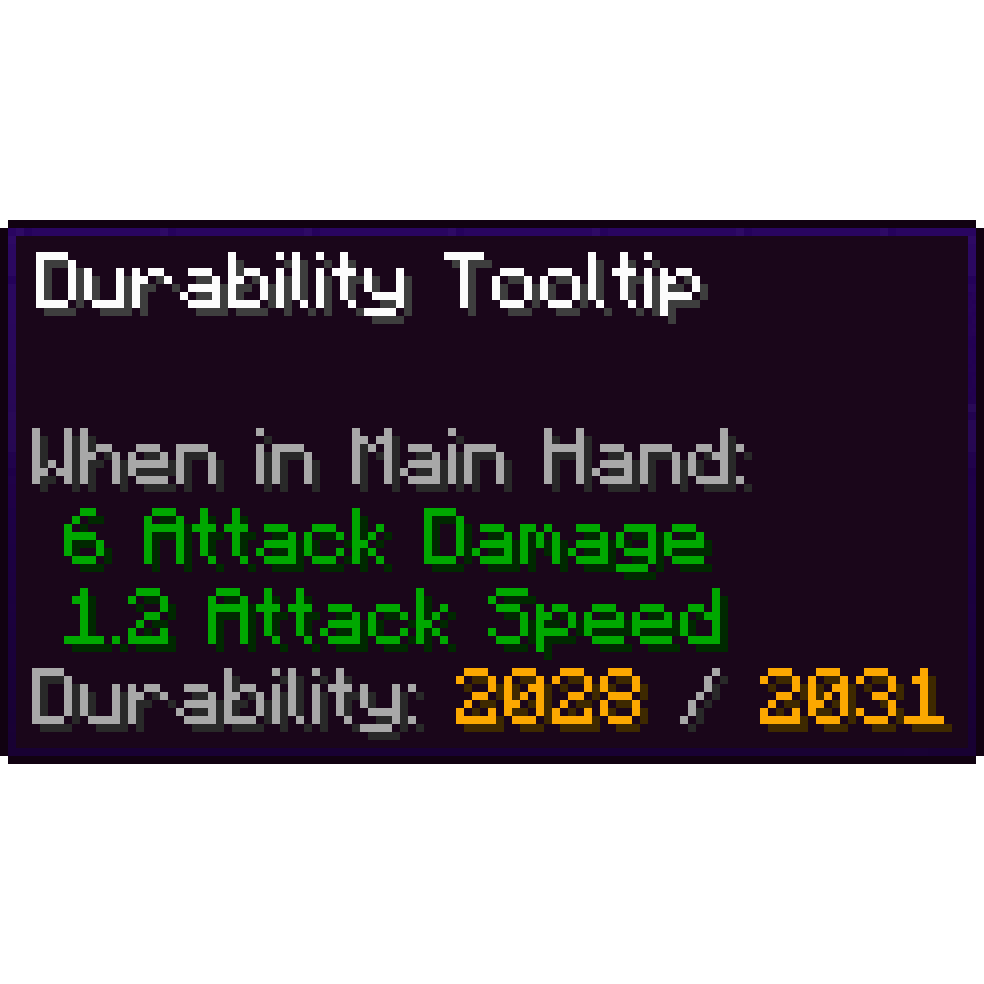 Durability Tooltip
When in Main Hand:
6 Attack Damage
1.2 Attack Speed
Durability: 2028 / 2031